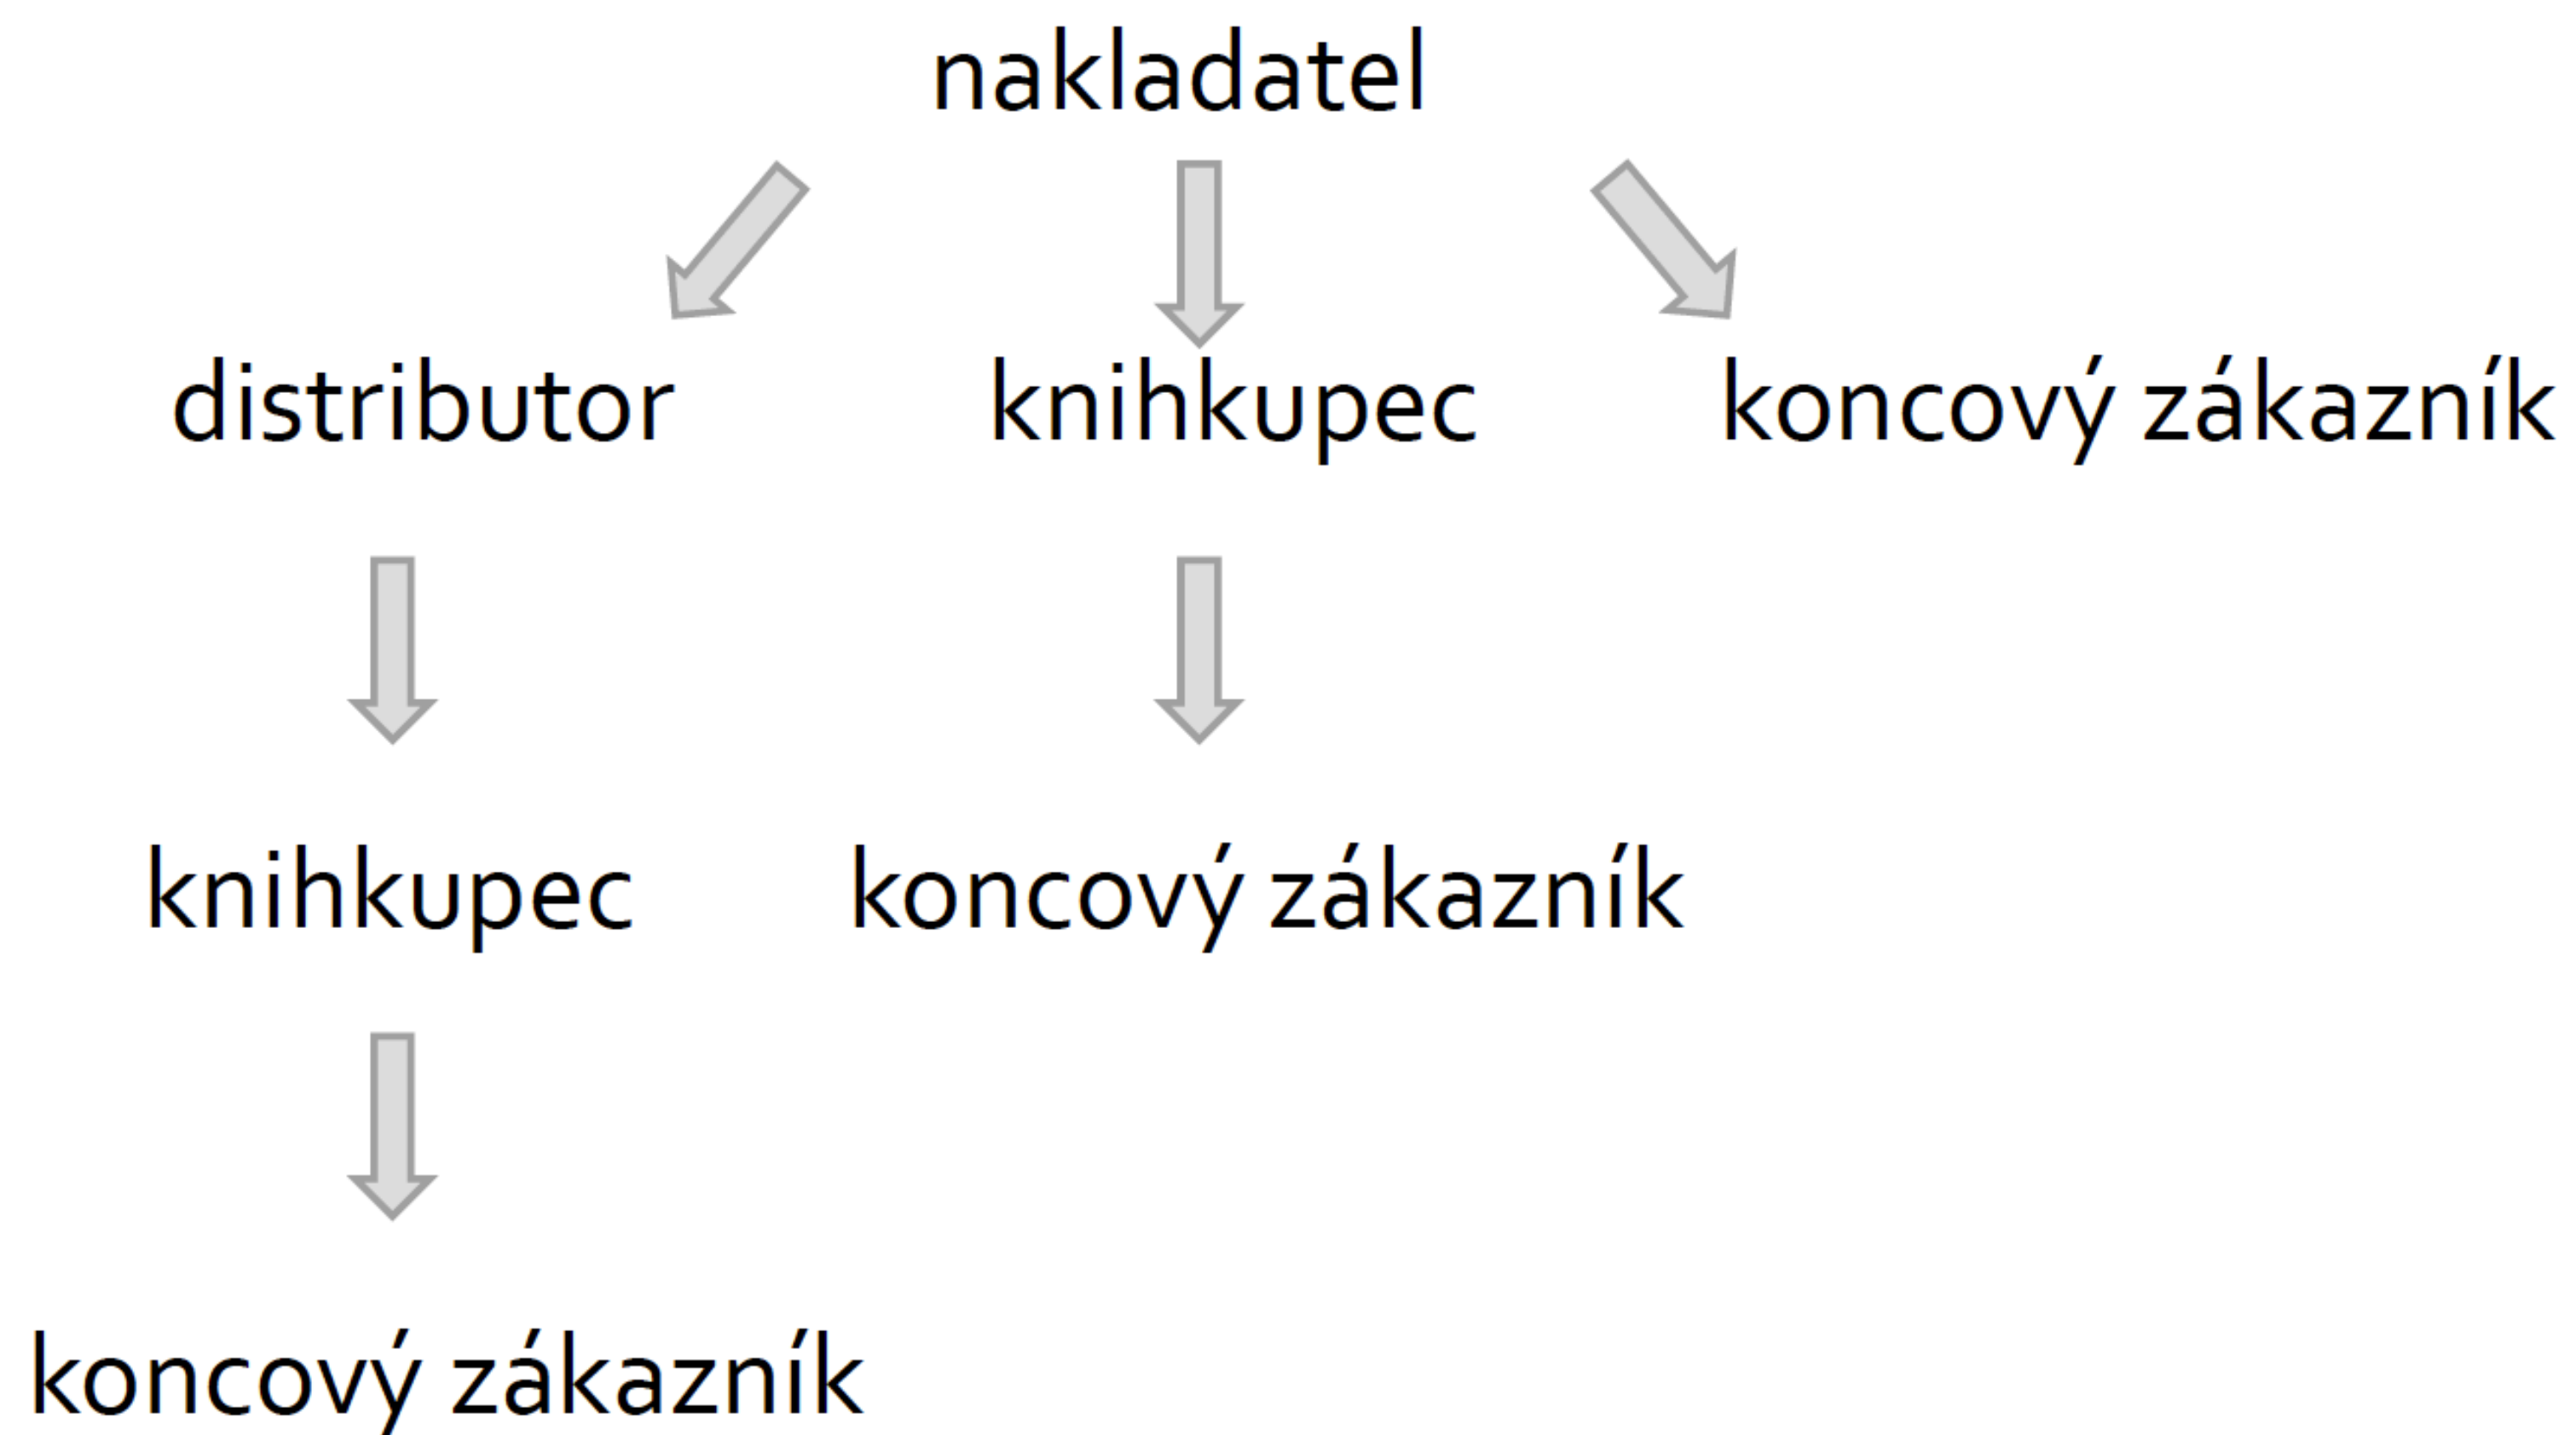 nakladatel
distributor knihkupec koncový zákazník
knihkupec koncový zákazník
koncový zákazník